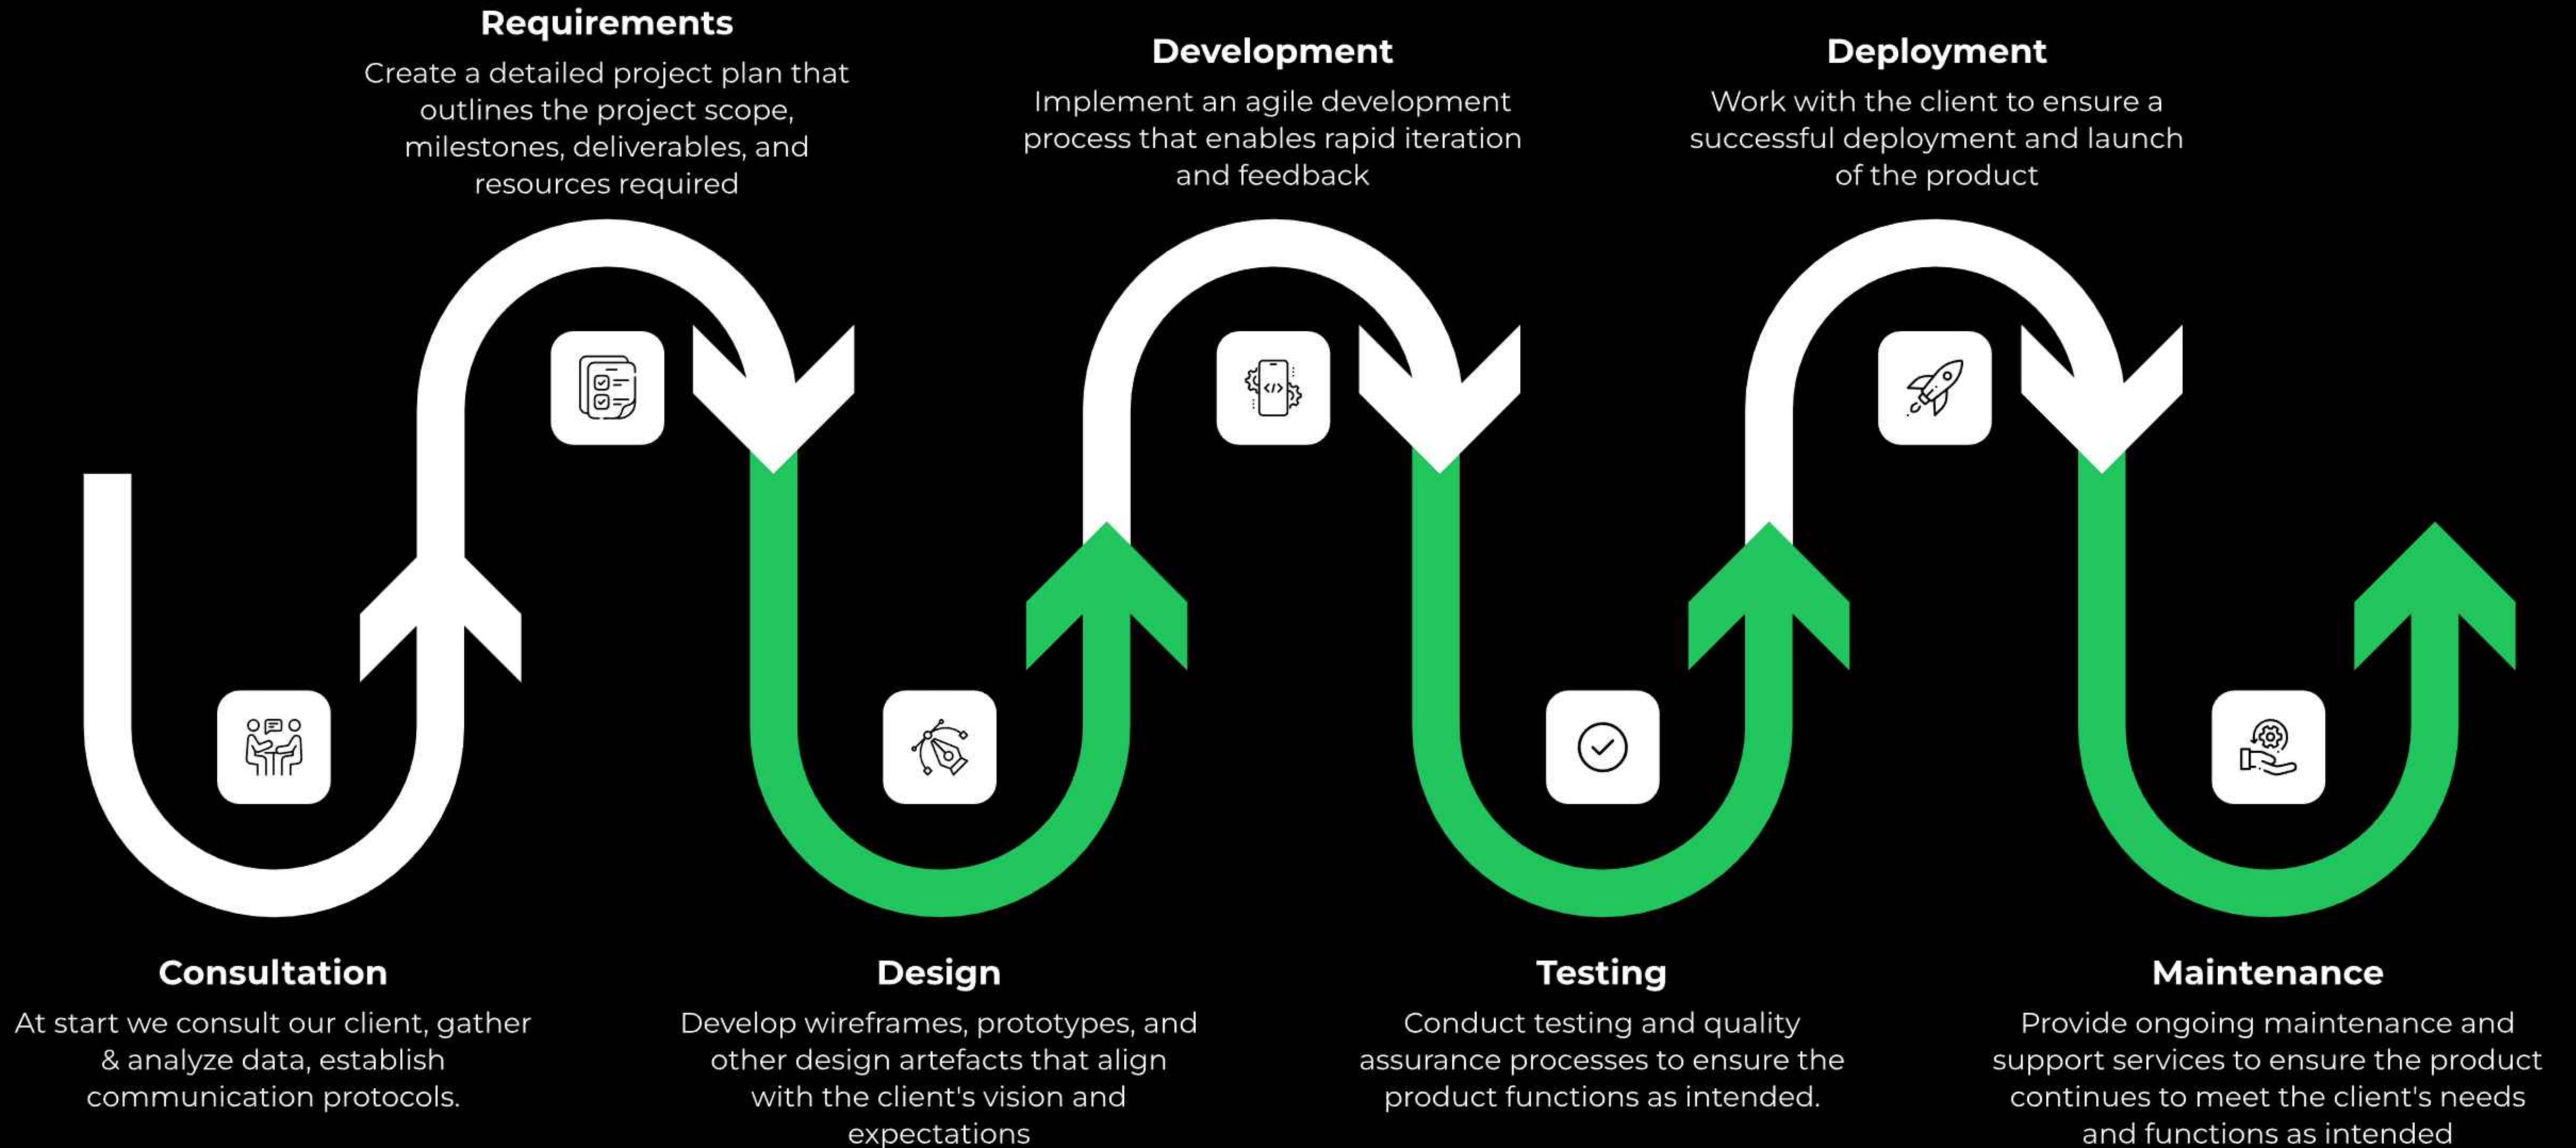 Requirements
Create a detailed project plan that
outlines the project scope,
milestones, deliverables, and
resources required
Development
Implement an agile development
process that enables rapid iteration
and feedback
Deployment
Work with the client to ensure a
successful deployment and launch
of the product
</>
Consultation
At start we consult our client, gather
& analyze data, establish
communication protocols.
Design
Develop wireframes, prototypes, and
other design artefacts that align
with the client's vision and
expectations
Testing
Conduct testing and quality
assurance processes to ensure the
product functions as intended.
Maintenance
Provide ongoing maintenance and
support services to ensure the product
continues to meet the client's needs
and functions as intended